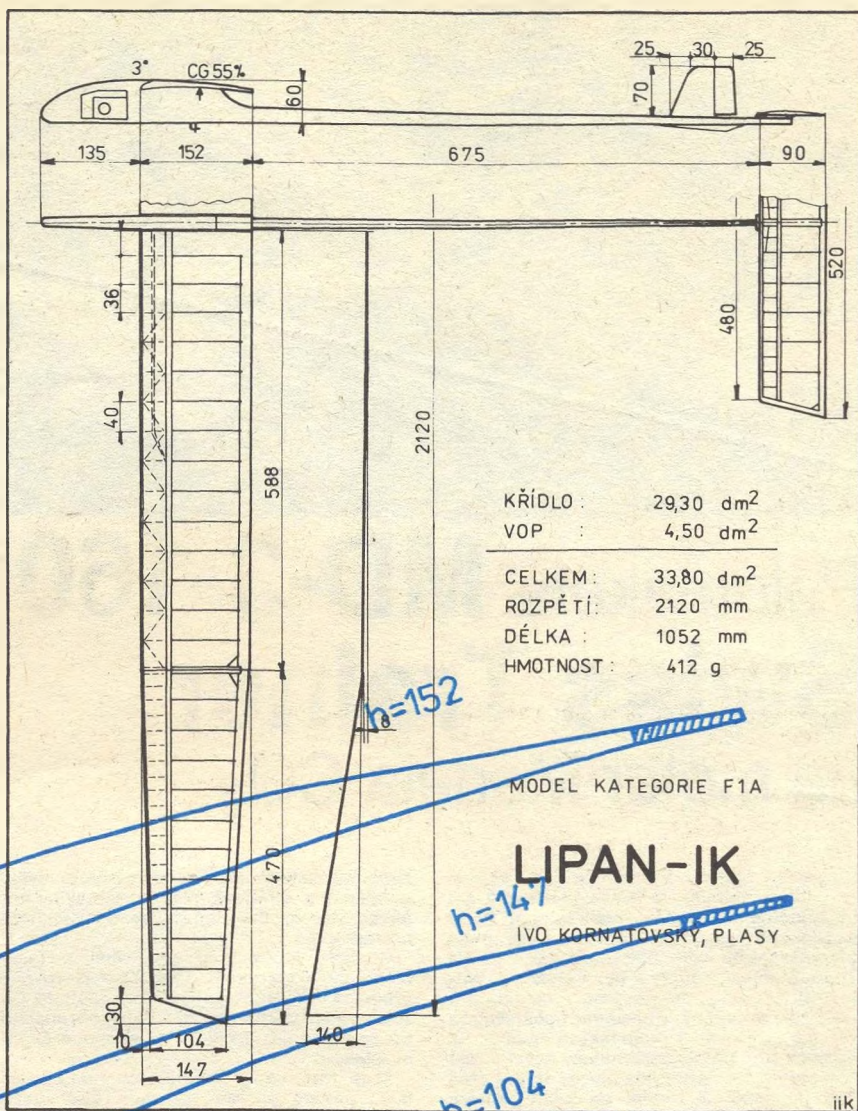 25 30 25
3° CG 55%
60
70
135 152 675 90
36
40
588
2120
2120
480
520
KŘÍDLO : 29,30 dm²
VOP : 4,50 dm²
CELKEM : 33,80 dm²
ROZPĚTÍ : 2120 mm
DÉLKA : 1052 mm
HMOTNOST : 412 g
h=152
8
MODEL KATEGORIE F1A
LIPAN-IK
470
h=147
IVO KORNATOVSKÝ, PLASY
30
10 104 140
147
h=104
iik